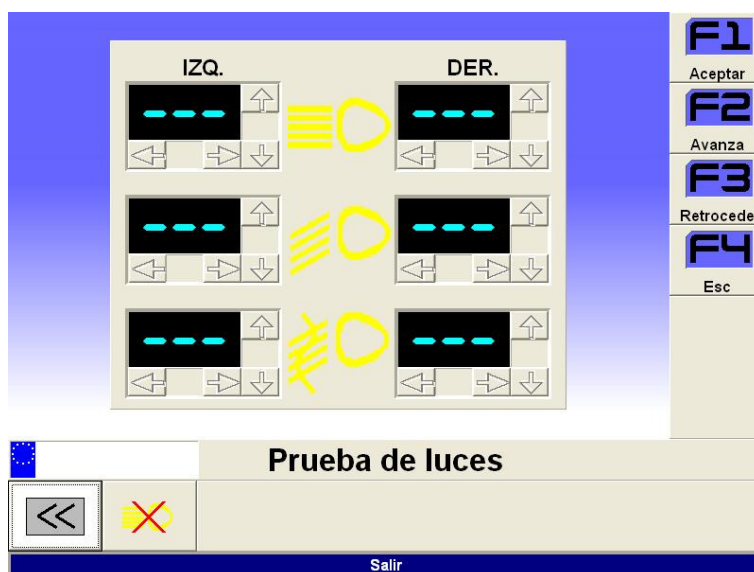 IZQ.
DER.
--- ---
--- ---
--- ---
F1
Aceptar
F2
Avanza
F3
Retrocede
F4
Esc
Prueba de luces
<<
Salir